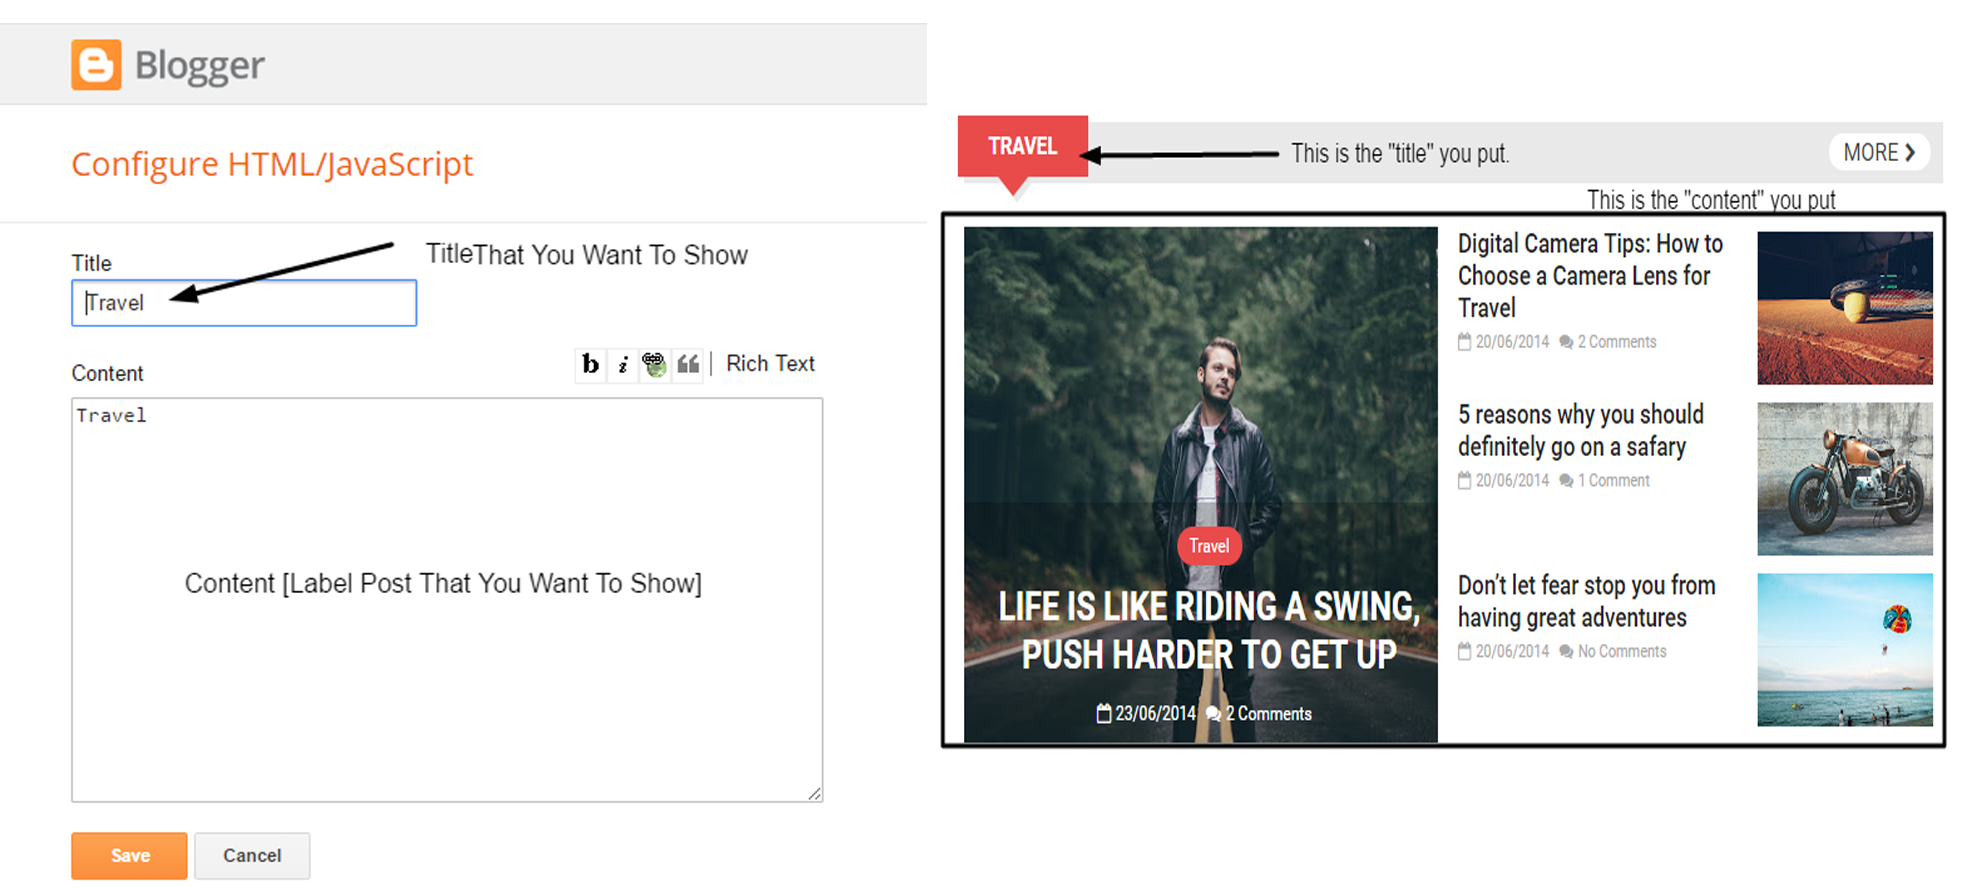 Blogger
Configure HTML/JavaScript
Title
TitleThat You Want To Show
Travel
Content
b i Rich Text
Travel
Content [Label Post That You Want To Show]
Save Cancel
TRAVEL
This is the "title" you put.
MORE
This is the "content" you put
Travel
LIFE IS LIKE RIDING A SWING,
PUSH HARDER TO GET UP
23/06/2014 2 Comments
Digital Camera Tips: How to
Choose a Camera Lens for
Travel
20/06/2014 2 Comments
5 reasons why you should
definitely go on a safary
20/06/2014 1 Comment
Don't let fear stop you from
having great adventures
20/06/2014 No Comments